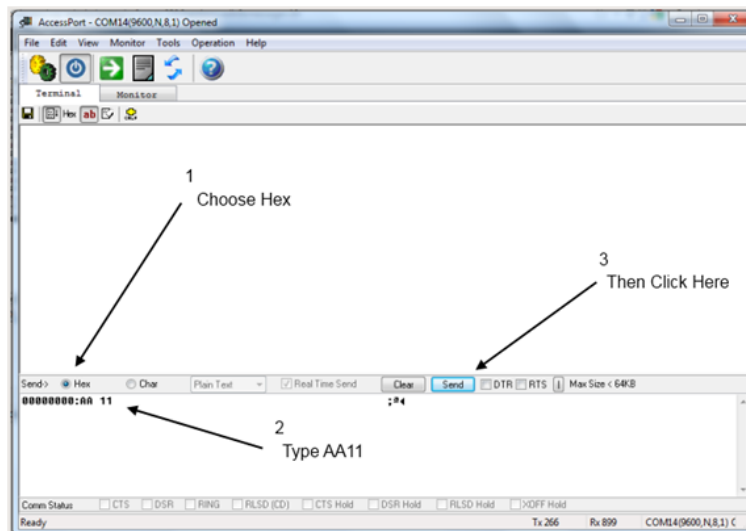 AccessPort - COM14(9600,N,8,1) Opened
File Edit View Monitor Tools Operation Help
Terminal Monitor
Hex ab
1
Choose Hex
3
Then Click Here
Send-> Hex Char Plain Text Real Time Send Clear Send DTR RTS Max Size < 64KB
00000000:AA 11 ;ª◄
2
Type AA11
Comm Status CTS DSR RING RLSD (CD) CTS Hold DSR Hold RLSD Hold XOFF Hold
Ready Tx 266 Rx 899 COM14(9600,N,8,1) C